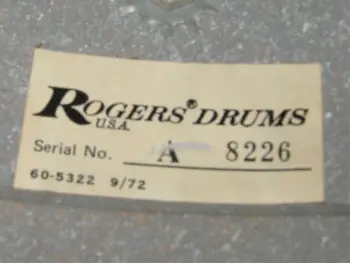 ROGERS® DRUMS
U.S.A.
Serial No. A 8226
60-5322 9/72